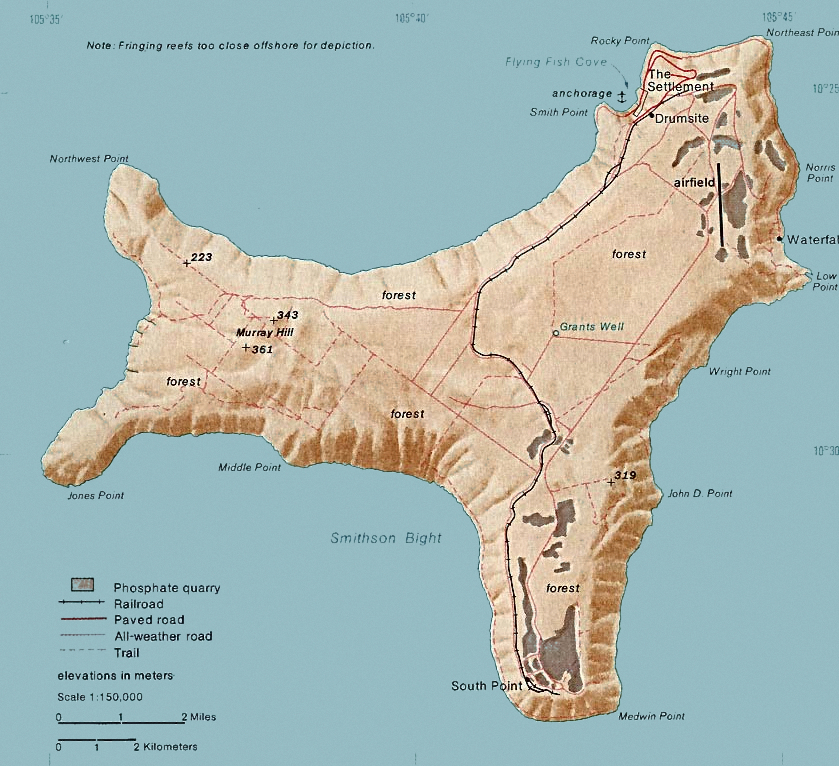 105°35'
105°40'
105°45'
Note: Fringing reefs too close offshore for depiction.
Rocky Point
Northeast Poin
Flying Fish Cove
The
Settlement
anchorage
10°25
Smith Point
Drumsite
Northwest Point
Norris
Point
airfield
223
forest
Waterfal
Low
Point
forest
343
Murray Hill
361
Grants Well
forest
Wright Point
forest
10°30
Middle Point
319
Jones Point
John D. Point
Smithson Bight
forest
Phosphate quarry
Railroad
Paved road
All-weather road
Trail
elevations in meters
Scale 1:150,000
South Point
0 1 2 Miles
Medwin Point
0 1 2 Kilometers